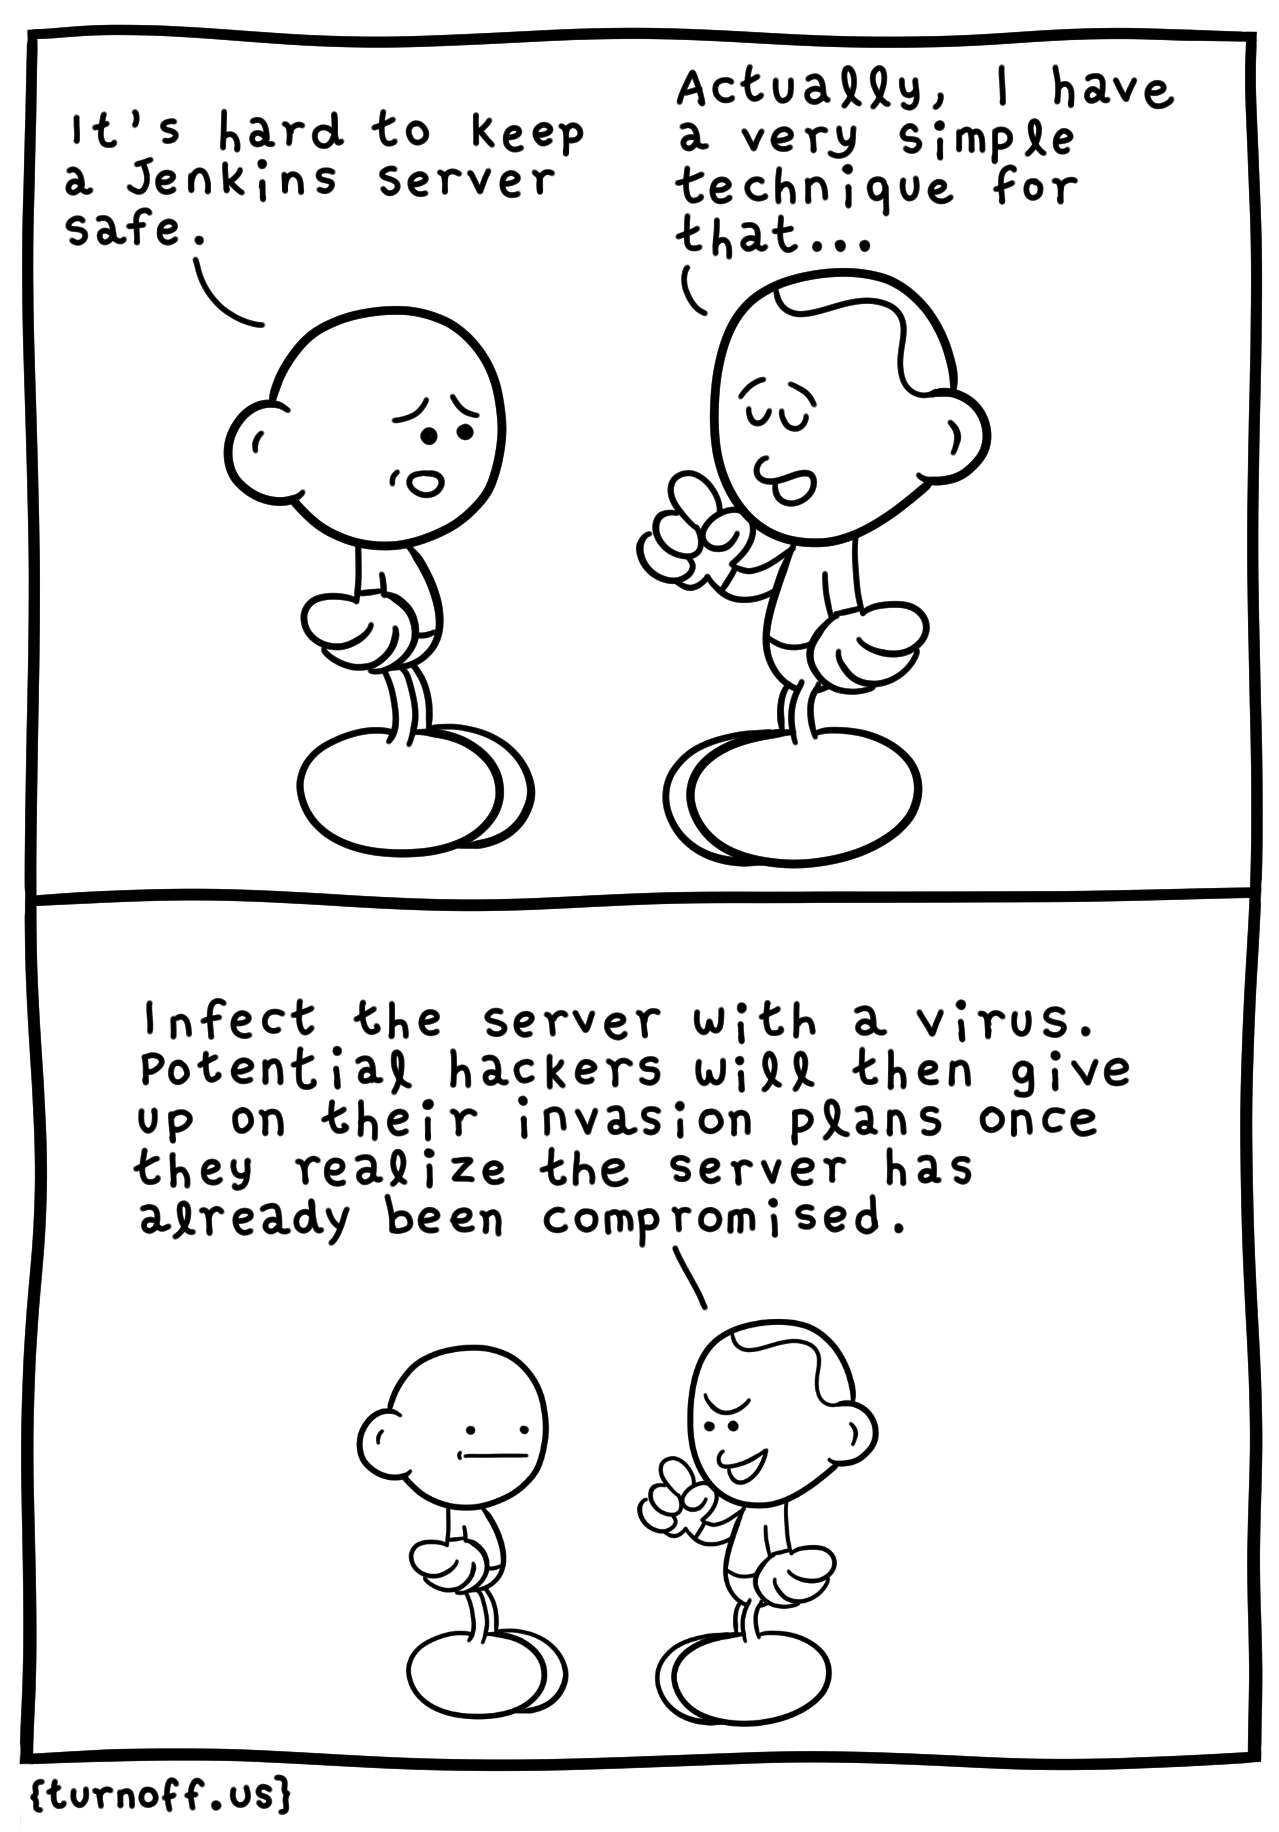 It's hard to keep
a Jenkins server
safe.
Actually, I have
a very simple
technique for
that...
Infect the server with a virus.
Potential hackers will then give
up on their invasion plans once
they realize the server has
already been compromised.
{turnoff.us}